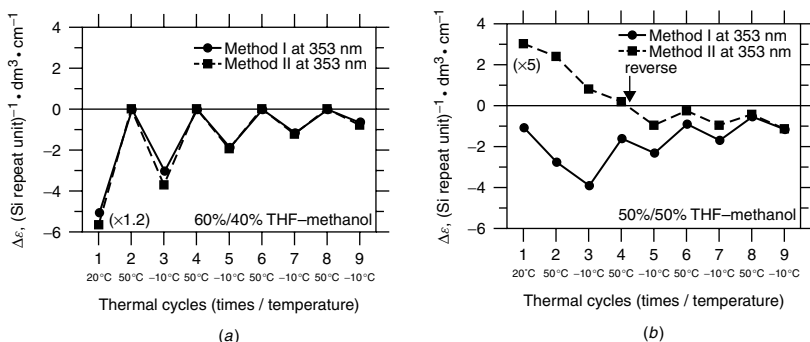 4
2
0
–2
–4
–6
Δε, (Si repeat unit)⁻¹ • dm³ • cm⁻¹
Method I at 353 nm
Method II at 353 nm
(×1.2)
60%/40% THF–methanol
1 2 3 4 5 6 7 8 9
20°C 50°C –10°C 50°C –10°C 50°C –10°C 50°C –10°C
Thermal cycles (times / temperature)
(a)
4
2
0
–2
–4
–6
Δε, (Si repeat unit)⁻¹ • dm³ • cm⁻¹
Method I at 353 nm
Method II at 353 nm
(×5)
reverse
50%/50% THF–methanol
1 2 3 4 5 6 7 8 9
20°C 50°C –10°C 50°C –10°C 50°C –10°C 50°C –10°C
Thermal cycles (times / temperature)
(b)